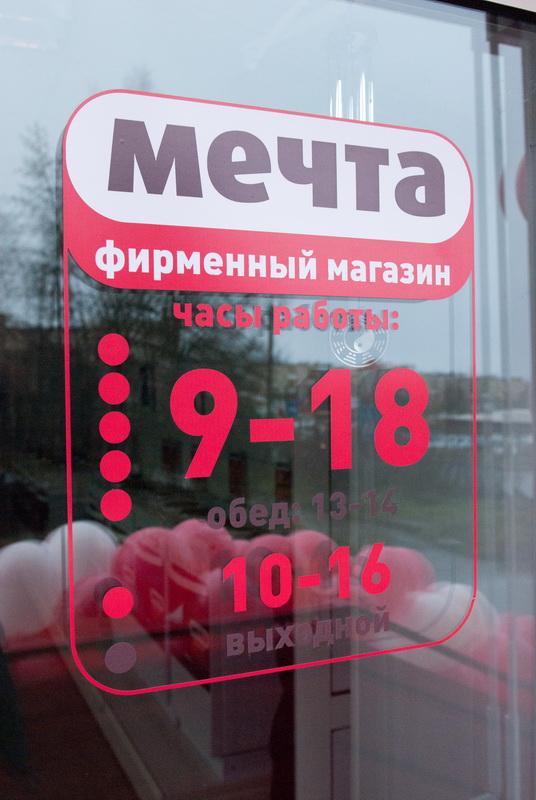 мечта
фирменный магазин
часы работы:
9-18
обед: 13-14
10-16
выходной